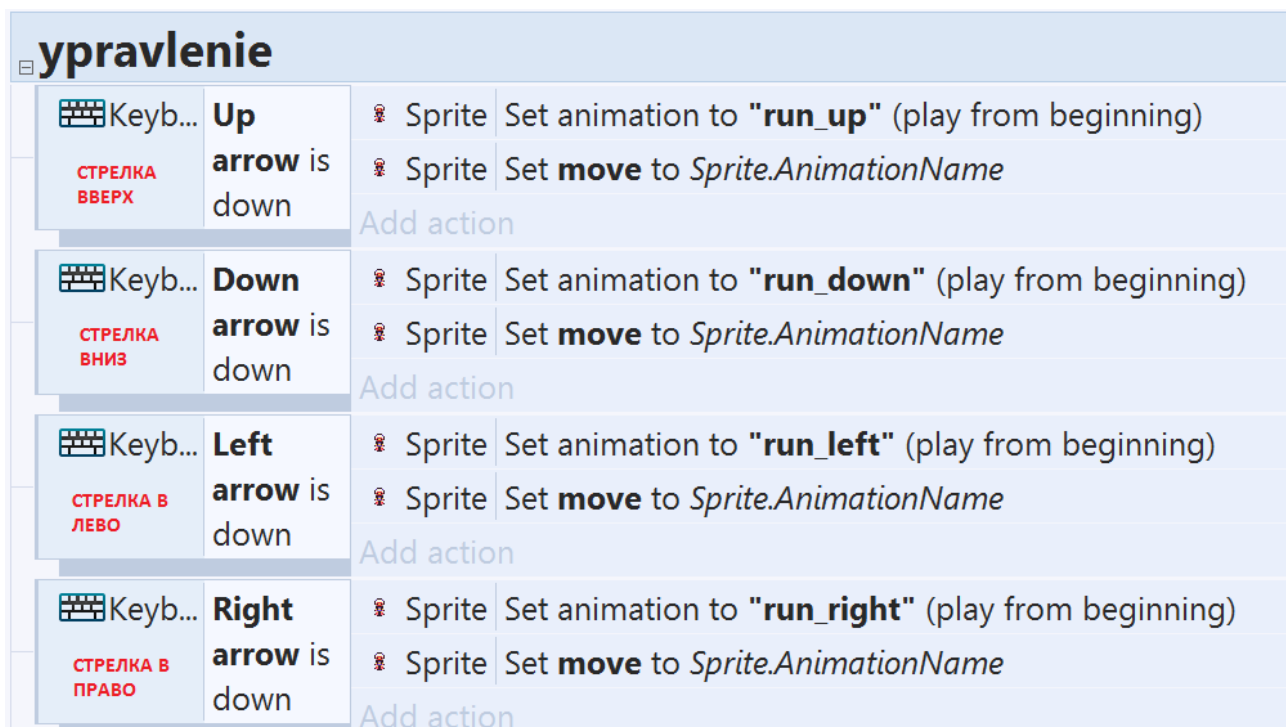 ypravlenie
Keyb... Up arrow is down
СТРЕЛКА ВВЕРХ
Sprite Set animation to "run_up" (play from beginning)
Sprite Set move to Sprite.AnimationName
Add action
Keyb... Down arrow is down
СТРЕЛКА ВНИЗ
Sprite Set animation to "run_down" (play from beginning)
Sprite Set move to Sprite.AnimationName
Add action
Keyb... Left arrow is down
СТРЕЛКА В ЛЕВО
Sprite Set animation to "run_left" (play from beginning)
Sprite Set move to Sprite.AnimationName
Add action
Keyb... Right arrow is down
СТРЕЛКА В ПРАВО
Sprite Set animation to "run_right" (play from beginning)
Sprite Set move to Sprite.AnimationName
Add action